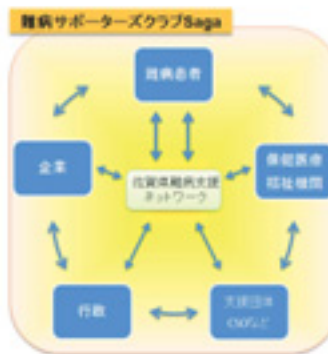 難病サポーターズクラブSaga
難病患者
企業
保健医療
福祉機関
佐賀県難病支援
ネットワーク
行政
支援団体
CSOなど